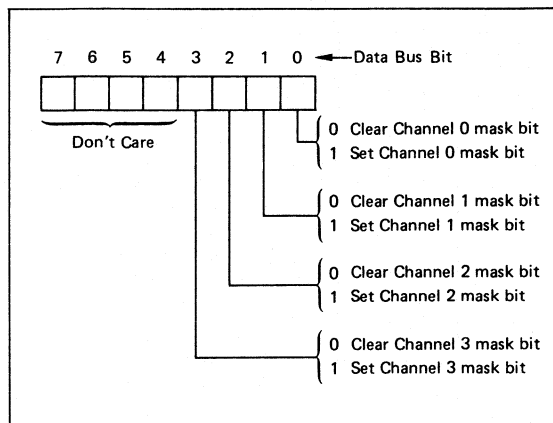 7 6 5 4 3 2 1 0 Data Bus Bit
Don't Care
0 Clear Channel 0 mask bit
1 Set Channel 0 mask bit
0 Clear Channel 1 mask bit
1 Set Channel 1 mask bit
0 Clear Channel 2 mask bit
1 Set Channel 2 mask bit
0 Clear Channel 3 mask bit
1 Set Channel 3 mask bit